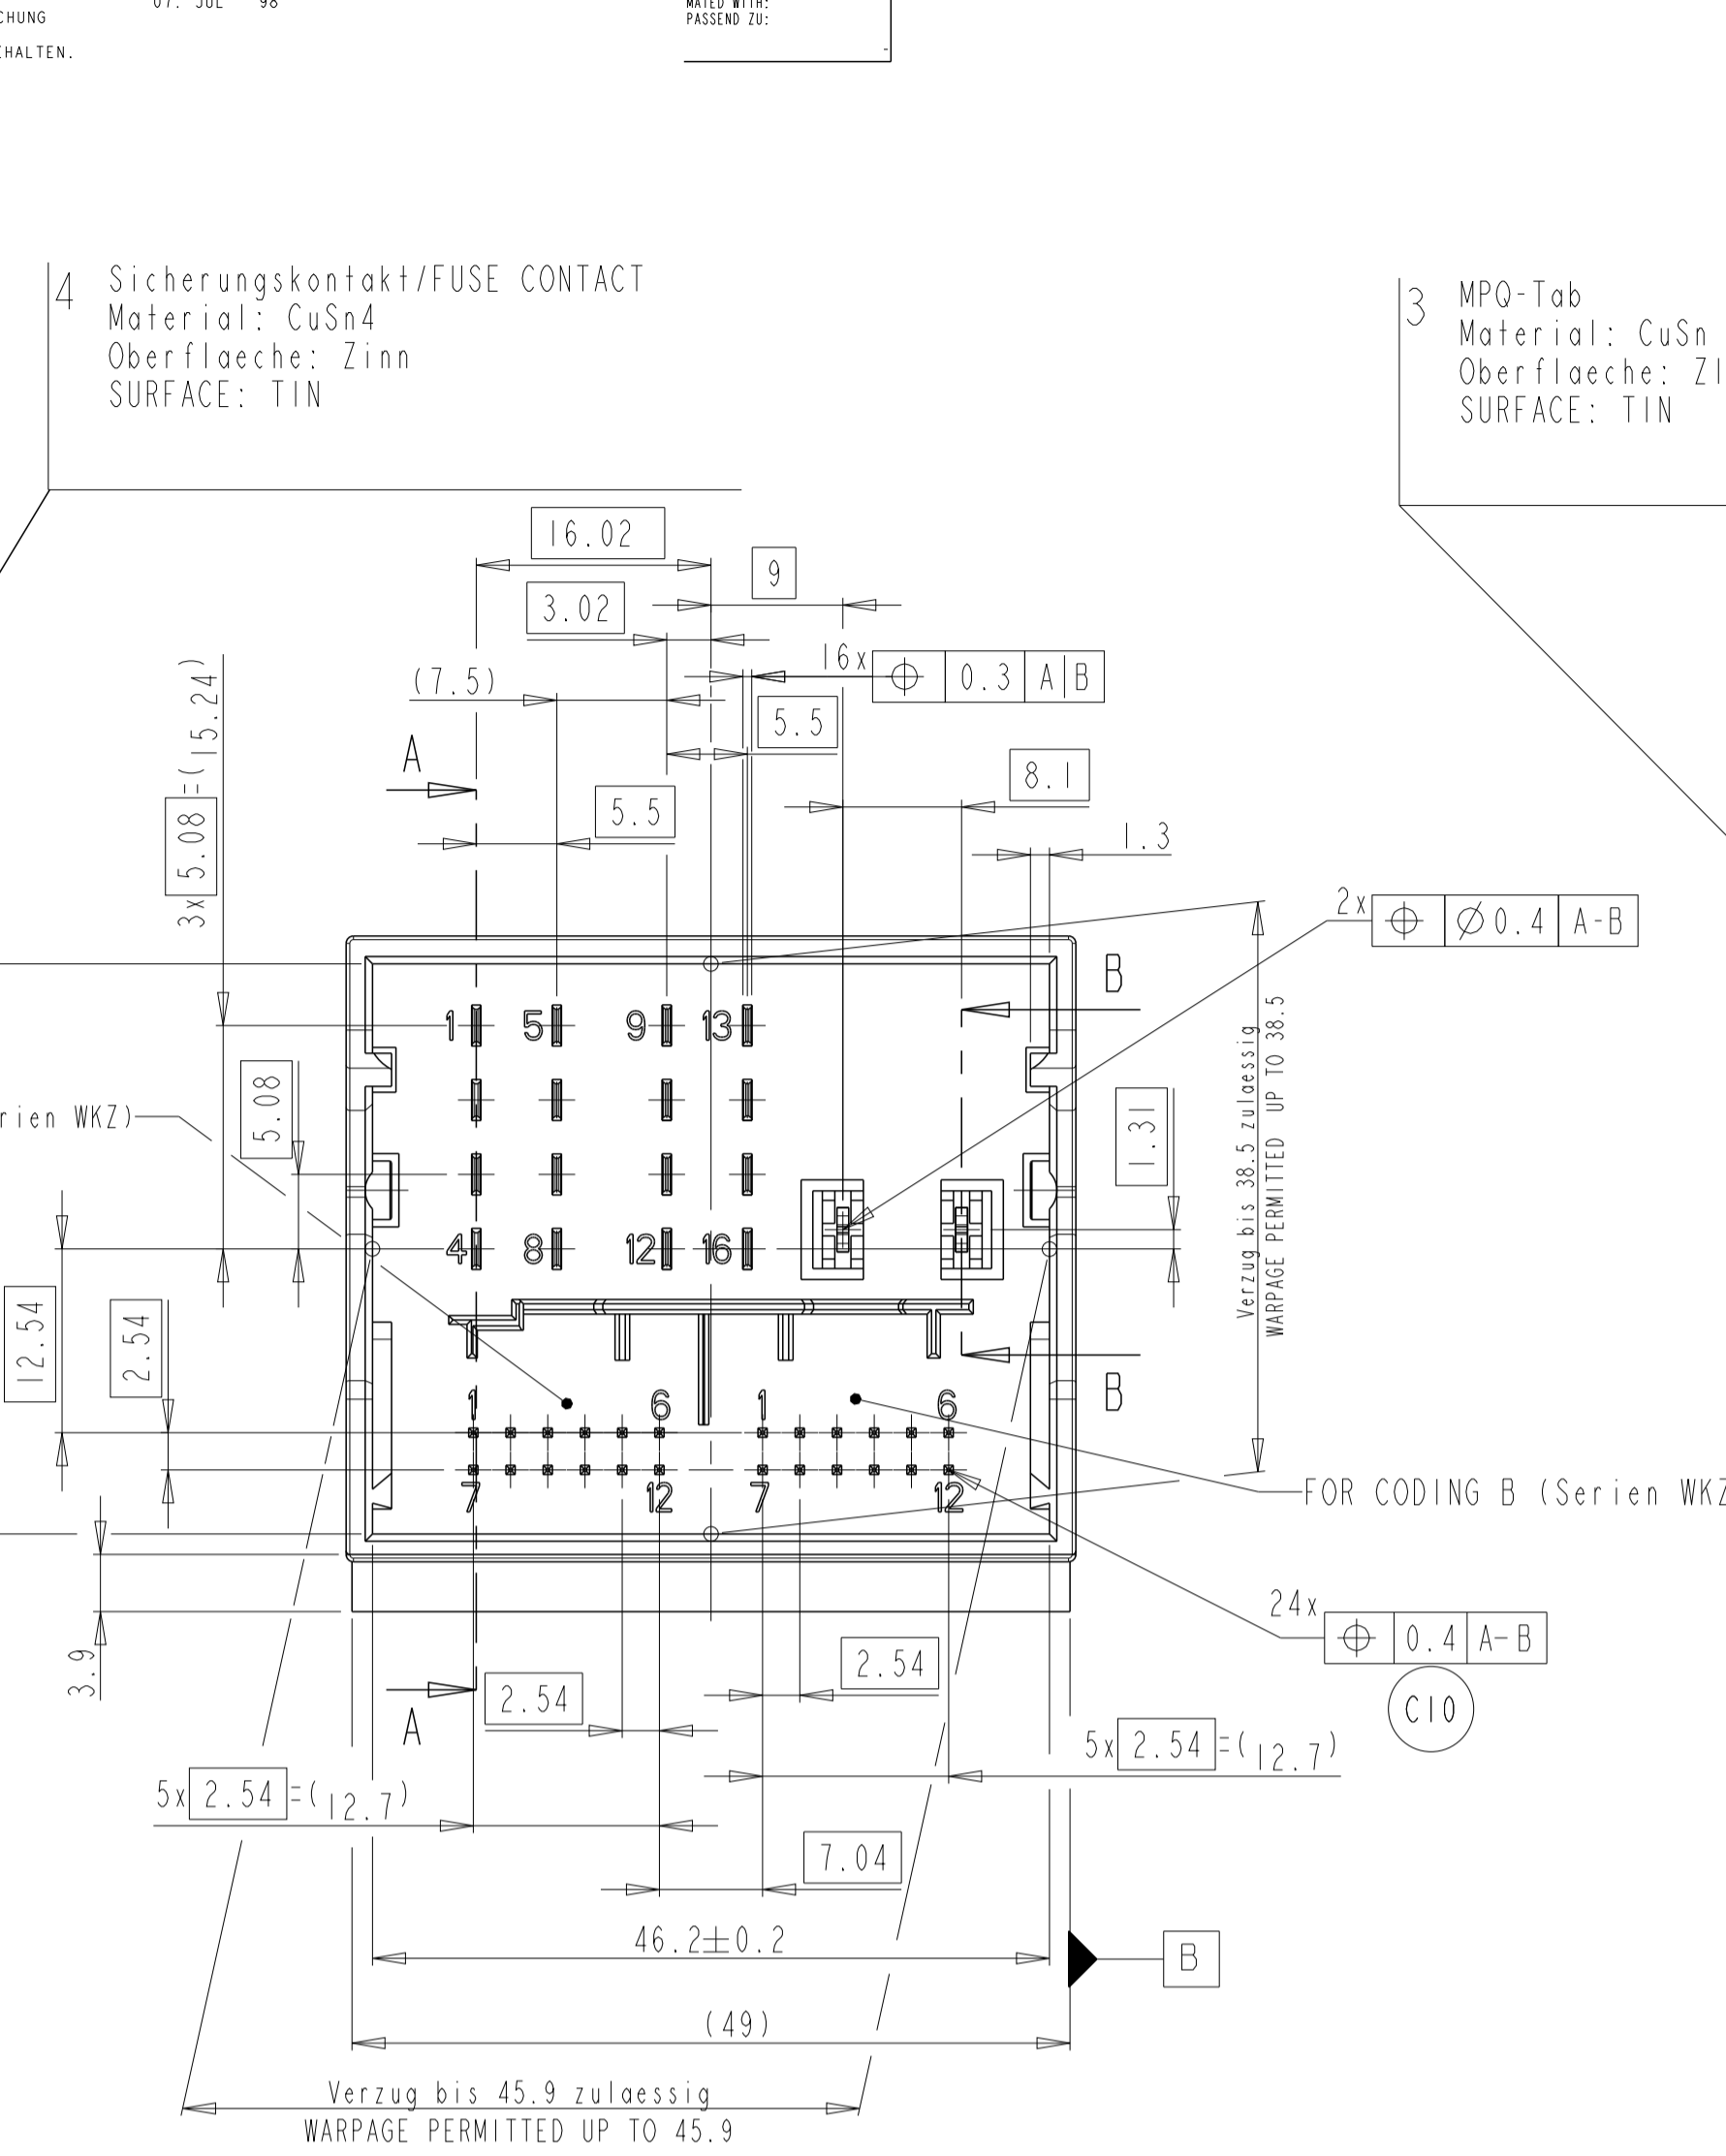 CHUNG
07. JUL 98
EHALTEN.
MATED WITH:
PASSEND ZU:
-
4 Sicherungskontakt/FUSE CONTACT
Material: CuSn4
Oberflaeche: Zinn
SURFACE: TIN
3 MPQ-Tab
Material: CuSn
Oberflaeche: ZI
SURFACE: TIN
16.02
9
3.02
16x ⌖ 0.3 A|B
(7.5)
5.5
A
8.1
5.5
1.3
3x 5.08 =(15.24)
2x ⌖ ∅0.4 A-B
B
1 5 9 13
5.08
rien WKZ)
1.31
Verzug bis 38.5 zulaessig
WARPAGE PERMITTED UP TO 38.5
4 8 12 16
12.54
2.54
B
1 6 1 6
7 12 7 12
FOR CODING B (Serien WKZ
24x ⌖ 0.4 A-B
C10
3.9
2.54
2.54
A
5x 2.54 =(12.7)
5x 2.54 =(12.7)
7.04
46.2±0.2
B
(49)
Verzug bis 45.9 zulaessig
WARPAGE PERMITTED UP TO 45.9